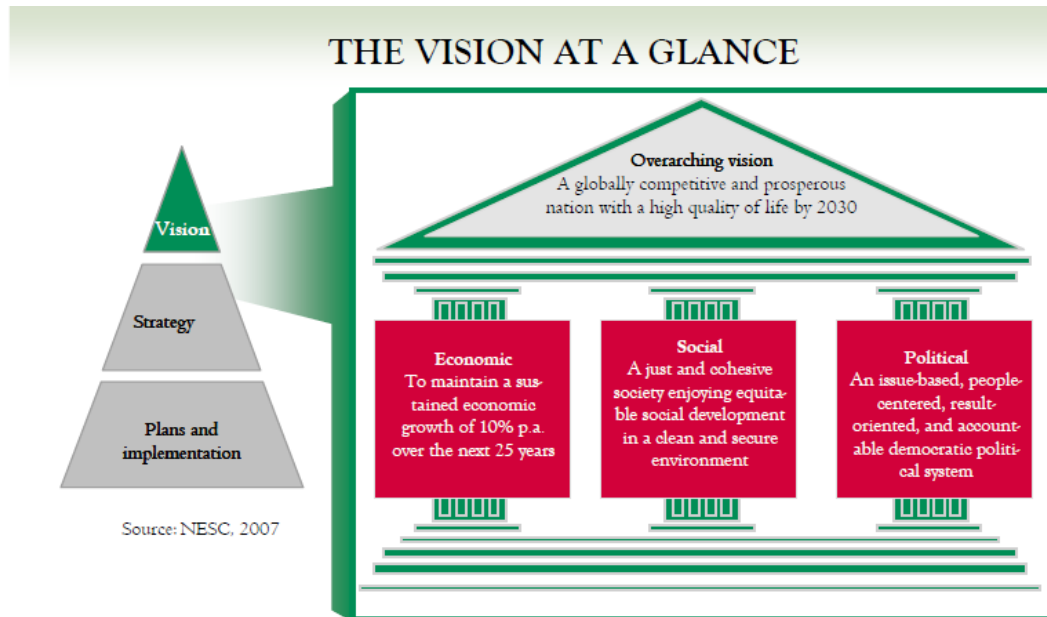 THE VISION AT A GLANCE
Vision
Strategy
Plans and
implementation
Source: NESC, 2007
Overarching vision
A globally competitive and prosperous
nation with a high quality of life by 2030
Economic
To maintain a sus-
tained economic
growth of 10% p.a.
over the next 25 years
Social
A just and cohesive
society enjoying equita-
ble social development
in a clean and secure
environment
Political
An issue-based, people-
centered, result-
oriented, and account-
able democratic politi-
cal system